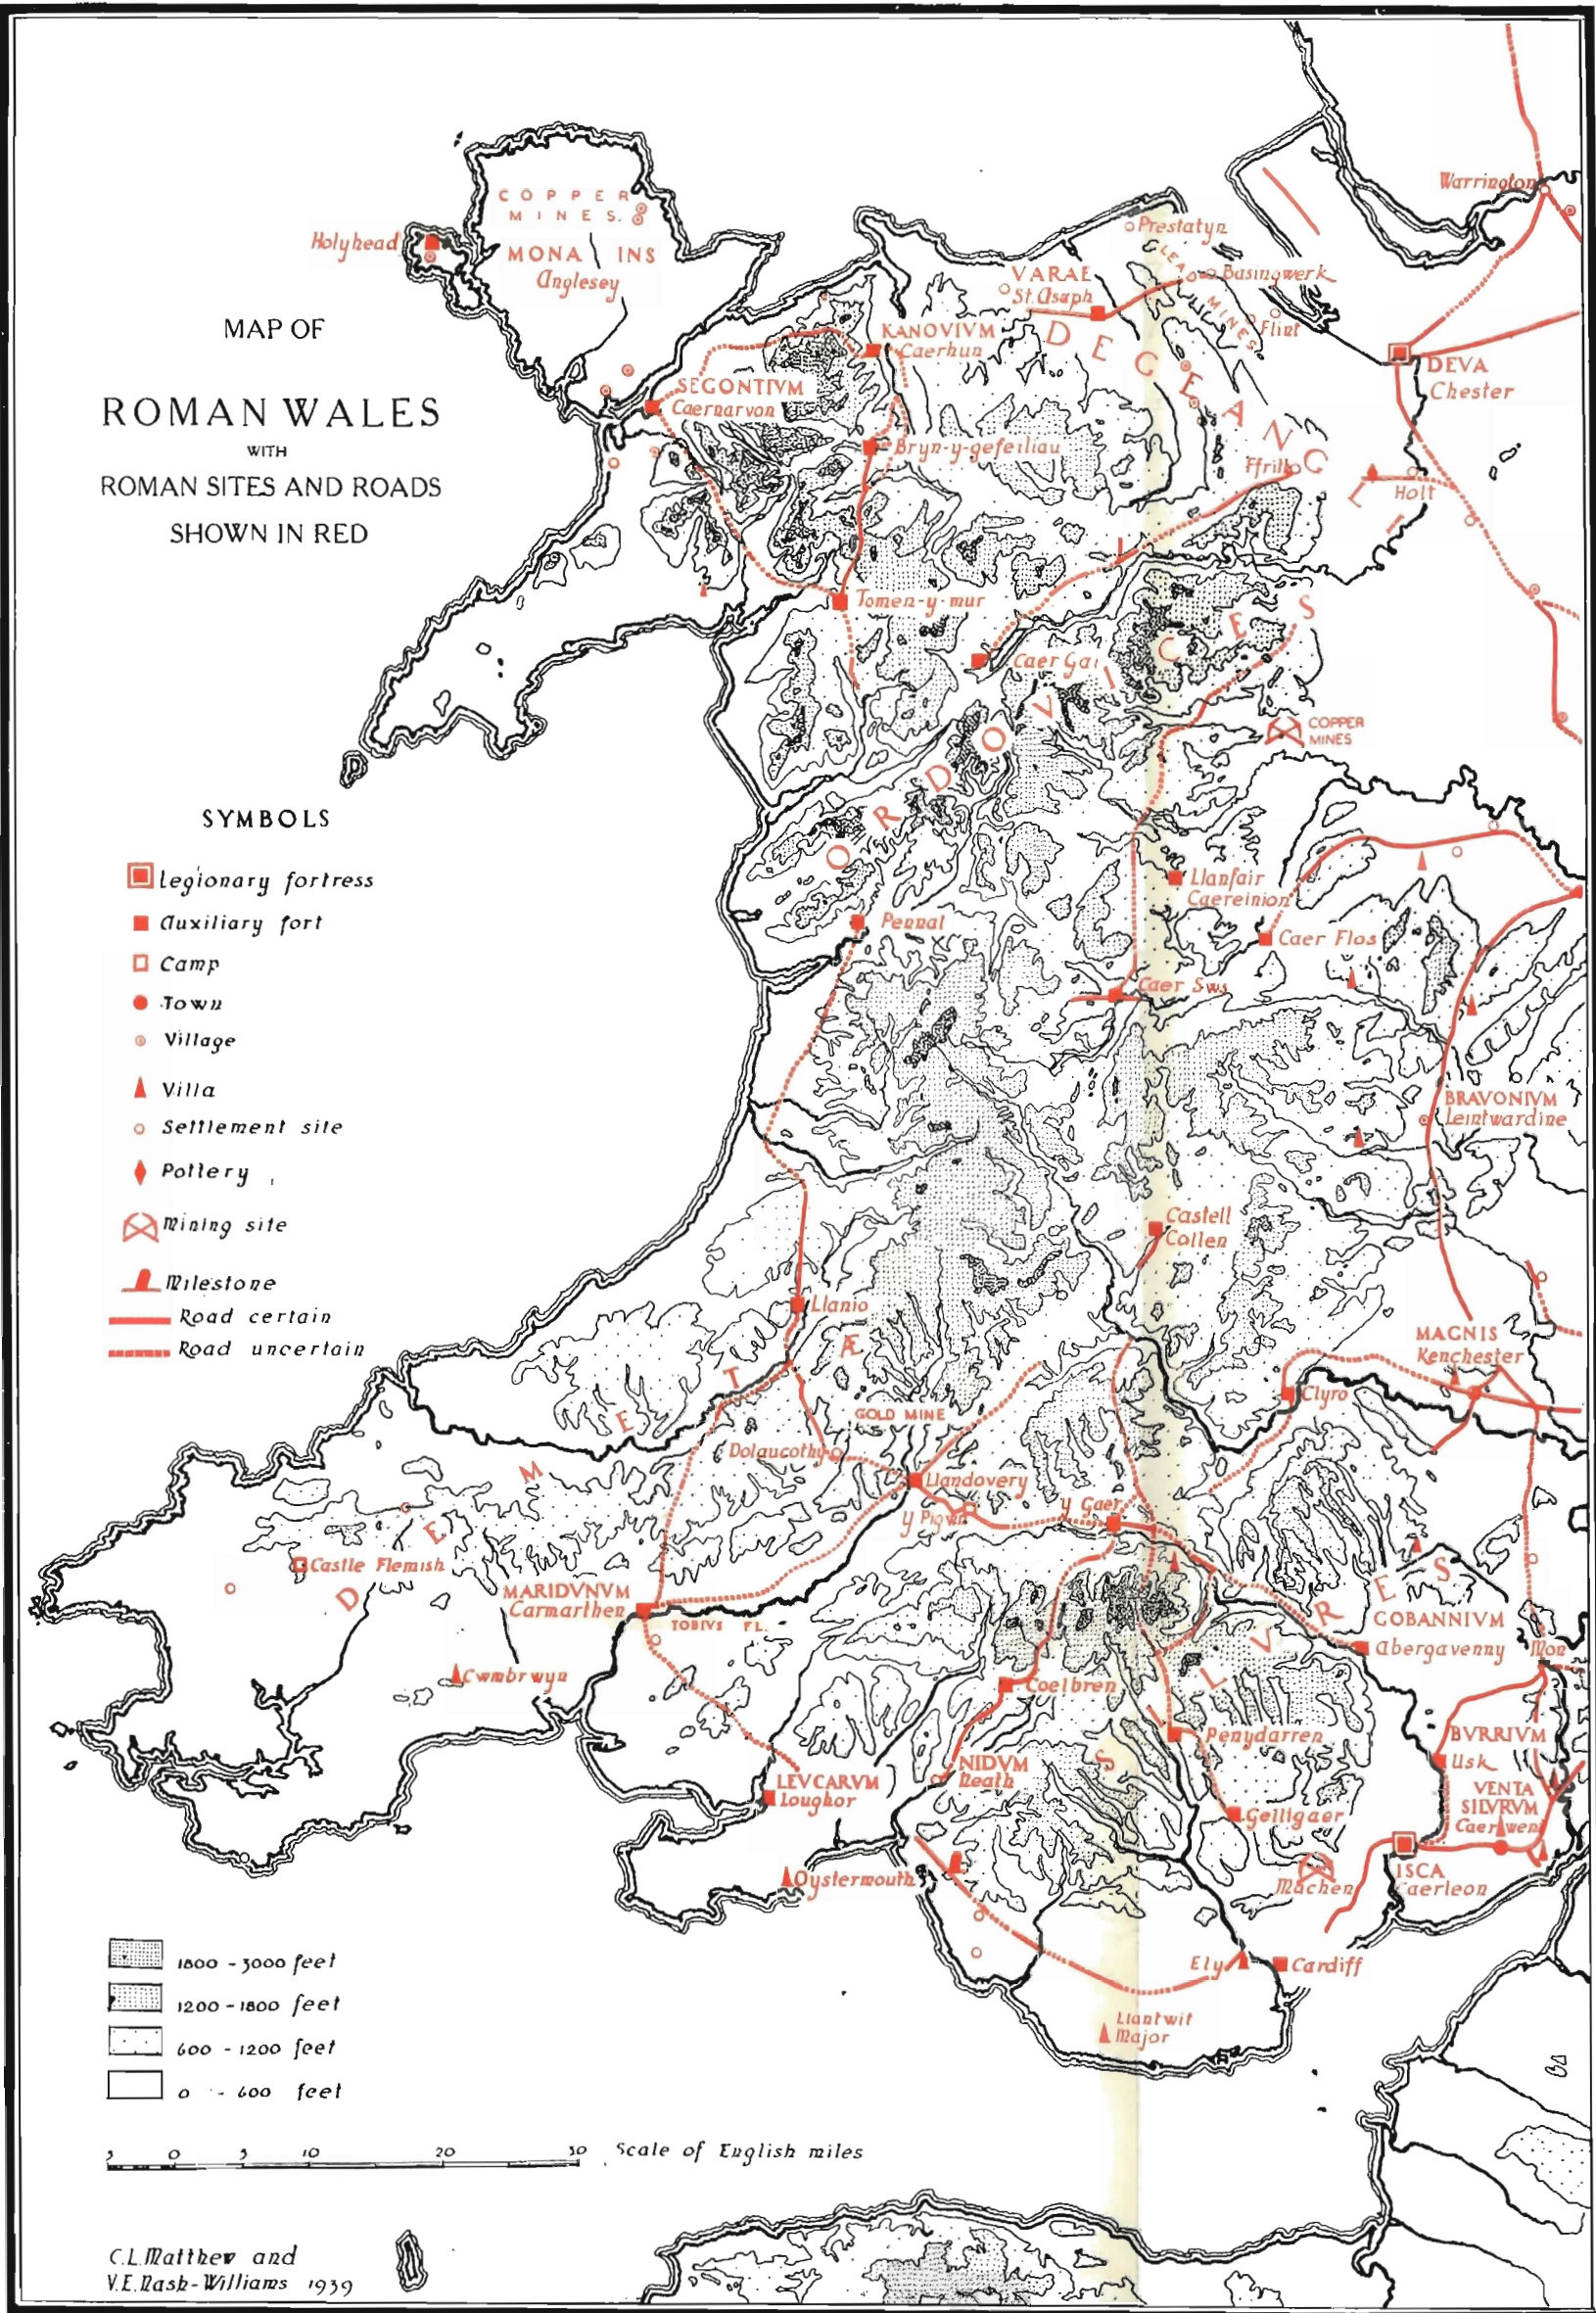 MAP OF
ROMAN WALES
WITH
ROMAN SITES AND ROADS
SHOWN IN RED
COPPER
MINES.
Holyhead
MONA INS
Anglesey
Warrington
Prestatyn
LEAD MINES
Basingwerk
VARAE
St. Asaph
Flint
DECEANGLI
KANOVIVM
Caerhun
DEVA
Chester
SEGONTIVM
Caernarvon
Bryn-y-gefeiliau
Ffrilk
Holt
Tomen-y-mur
Caer Gai
ORDOVICES
COPPER
MINES
SYMBOLS
Legionary fortress
Auxiliary fort
Camp
Town
Village
Villa
Settlement site
Pottery
Mining site
Milestone
Road certain
Road uncertain
Llanfair
Caereinion
Pennal
Caer Flos
Caer Sws
BRAVONIVM
Leintwardine
Castell
Collen
Llanio
MAGNIS
Kenchester
Clyro
DEMETÆ
GOLD MINE
Dolaucothy
Llandovery
y Pigwn
y Gaer
Castle Flemish
MARIDVNVM
Carmarthen
TOBIVS FL.
SILVRES
GOBANNIVM
Abergavenny
Mon
Cwmbrwyn
Coelbren
Penydarren
BVRRIVM
Usk
NIDVM
Neath
LEVCARVM
Loughor
VENTA
SILVRVM
Caerwent
Gelligaer
Oystermouth
Machen
ISCA
Caerleon
Ely
Cardiff
Llantwit
Major
1800 - 3000 feet
1200 - 1800 feet
600 - 1200 feet
0 - 600 feet
5 0 5 10 20 30 Scale of English miles
C.L.Matthew and
V.E.Nash-Williams 1939